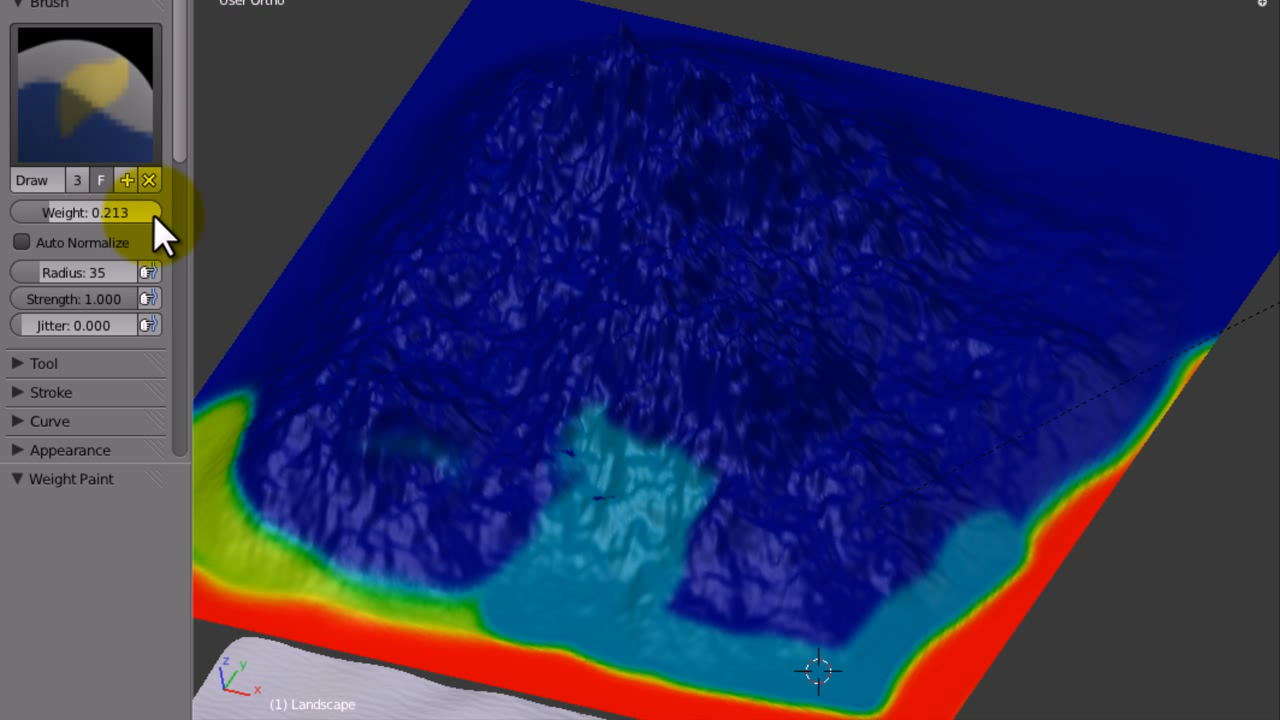 Brush
User Ortho
Draw 3 F
Weight: 0.213
Auto Normalize
Radius: 35
Strength: 1.000
Jitter: 0.000
Tool
Stroke
Curve
Appearance
Weight Paint
z
y
x
(1) Landscape